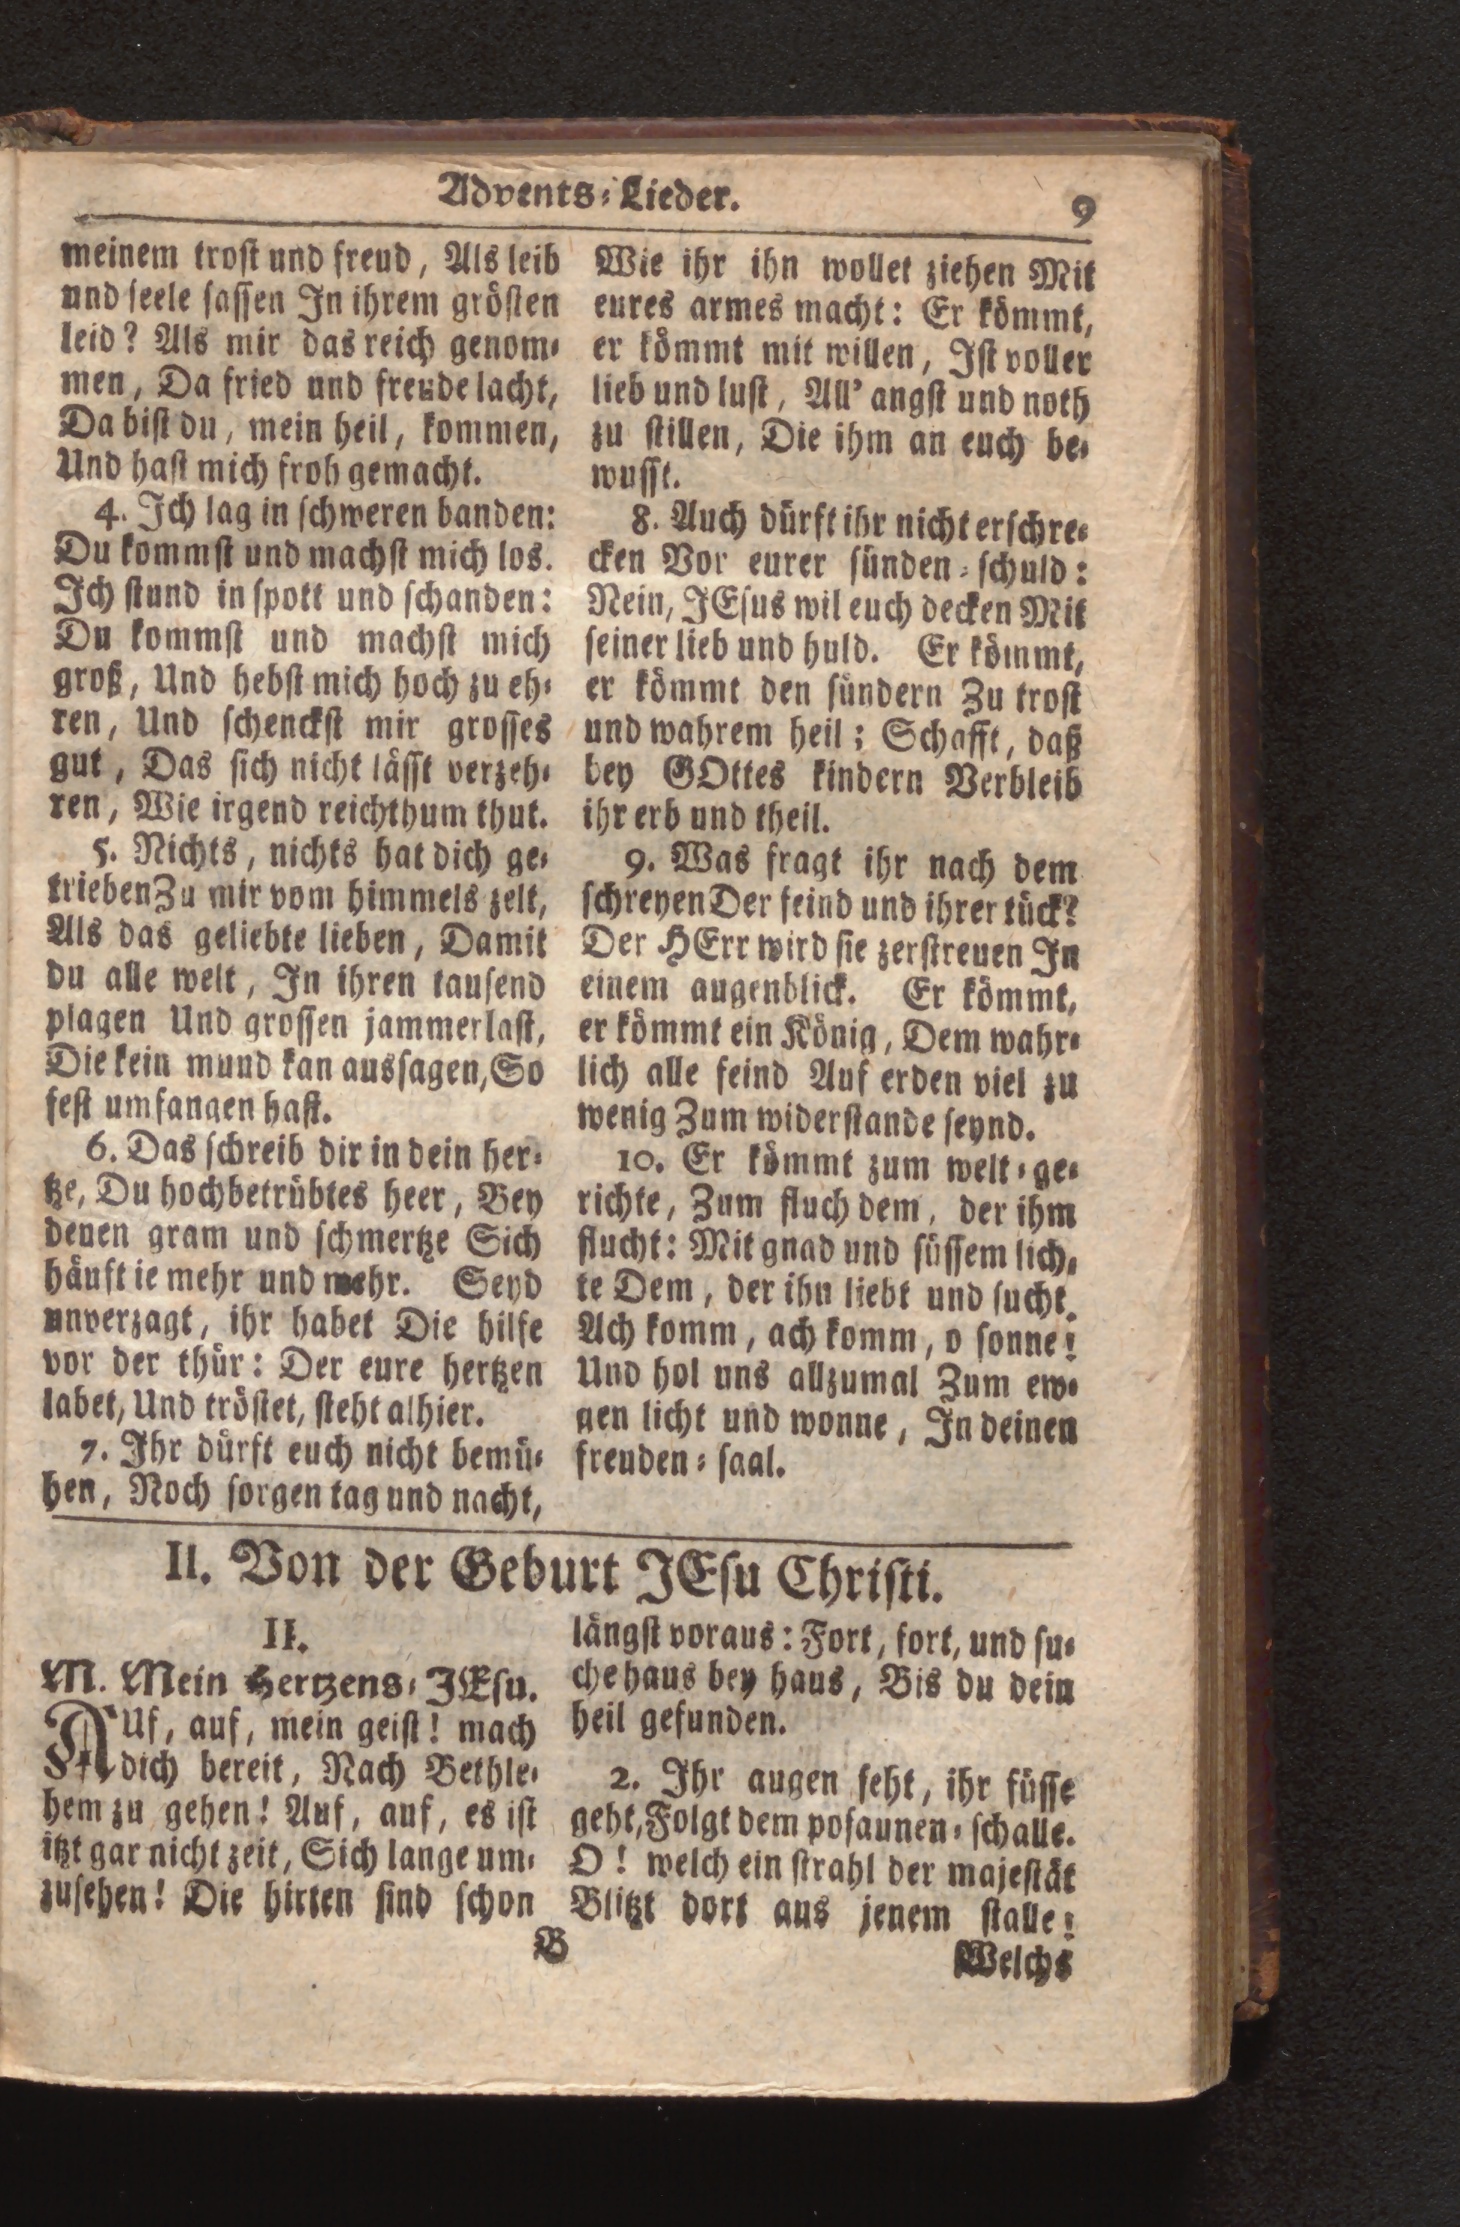 Advents-Lieder. 9
meinem trost und freud, Als leib
und seele sassen In ihrem grösten
leid? Als mir das reich genom-
men, Da fried und freude lacht,
Da bist du, mein heil, kommen,
Und hast mich froh gemacht.
4. Ich lag in schweren banden:
Du kommst und machst mich los.
Ich stund in spott und schanden:
Du kommst und machst mich
groß, Und hebst mich hoch zu eh-
ren, Und schenckst mir grosses
gut, Das sich nicht lässt verzeh-
ren, Wie irgend reichthum thut.
5. Nichts, nichts hat dich ge-
trieben Zu mir vom himmels zelt,
Als das geliebte lieben, Damit
du alle welt, In ihren tausend
plagen Und grossen jammerlast,
Die kein mund kan aussagen, So
fest umfangen hast.
6. Das schreib dir in dein her-
tze, Du hochbetrübtes heer, Bey
denen gram und schmertze Sich
häuft ie mehr und mehr. Seyd
unverzagt, ihr habet Die hilfe
vor der thür: Der eure hertzen
labet, Und tröstet, steht alhier.
7. Ihr dürft euch nicht bemü-
hen, Noch sorgen tag und nacht,
Wie ihr ihn wollet ziehen Mit
eures armes macht: Er kömmt,
er kömmt mit willen, Ist voller
lieb und lust, All' angst und noth
zu stillen, Die ihm an euch be-
wusst.
8. Auch dürft ihr nicht erschre-
cken Vor eurer sünden-schuld:
Nein, JEsus wil euch decken Mit
seiner lieb und huld. Er kömmt,
er kömmt den sündern Zu trost
und wahrem heil; Schafft, daß
bey GOttes kindern Verbleib
ihr erb und theil.
9. Was fragt ihr nach dem
schreyen Der feind und ihrer tück?
Der HErr wird sie zerstreuen In
einem augenblick. Er kömmt,
er kömmt ein König, Dem wahr-
lich alle feind Auf erden viel zu
wenig Zum widerstande seynd.
10. Er kömmt zum welt-ge-
richte, Zum fluch dem, der ihm
flucht: Mit gnad und süssem lich-
te Dem, der ihn liebt und sucht.
Ach komm, ach komm, o sonne!
Und hol uns allzumal Zum ew-
gen licht und wonne, In deinen
freuden-saal.
II. Von der Geburt JEsu Christi.
II.
M. Mein Hertzens-JEsu.
AUf, auf, mein geist! mach
dich bereit, Nach Bethle-
hem zu gehen! Auf, auf, es ist
itzt gar nicht zeit, Sich lange um-
zusehen! Die hirten sind schon
längst voraus: Fort, fort, und su-
che haus bey haus, Bis du dein
heil gefunden.
2. Ihr augen seht, ihr füsse
geht, Folgt dem posaunen-schalle.
O! welch ein strahl der majestät
Blitzt dort aus jenem stalle!
B Welchs